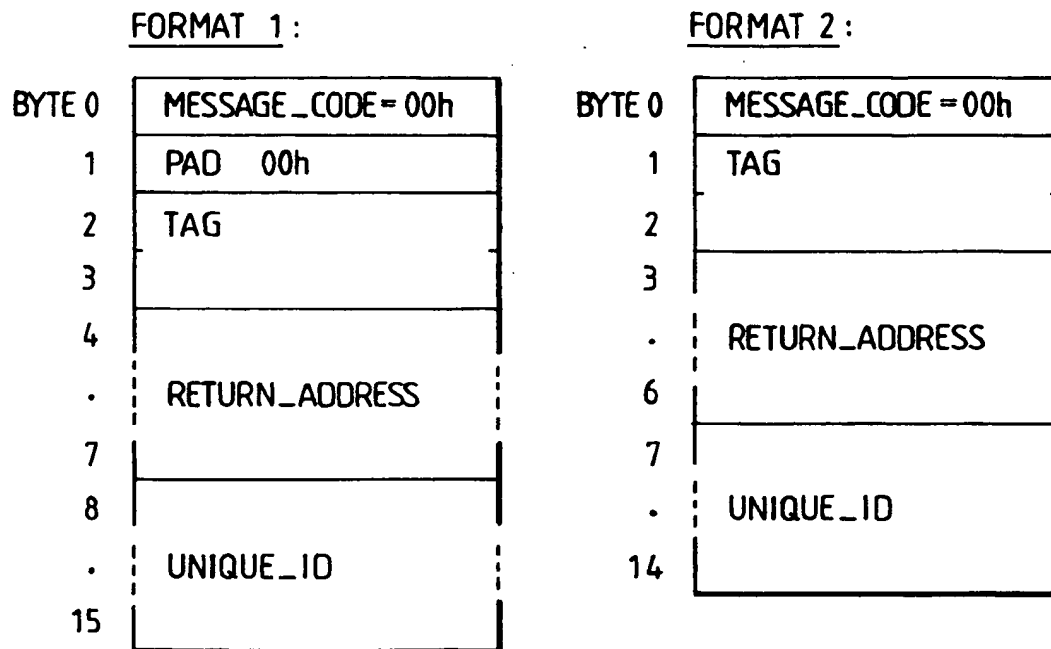 FORMAT 1:
BYTE 0 MESSAGE_CODE=00h
1 PAD 00h
2 TAG
3
4
. RETURN_ADDRESS
7
8
. UNIQUE_ID
15
FORMAT 2:
BYTE 0 MESSAGE_CODE=00h
1 TAG
2
3
. RETURN_ADDRESS
6
7
. UNIQUE_ID
14